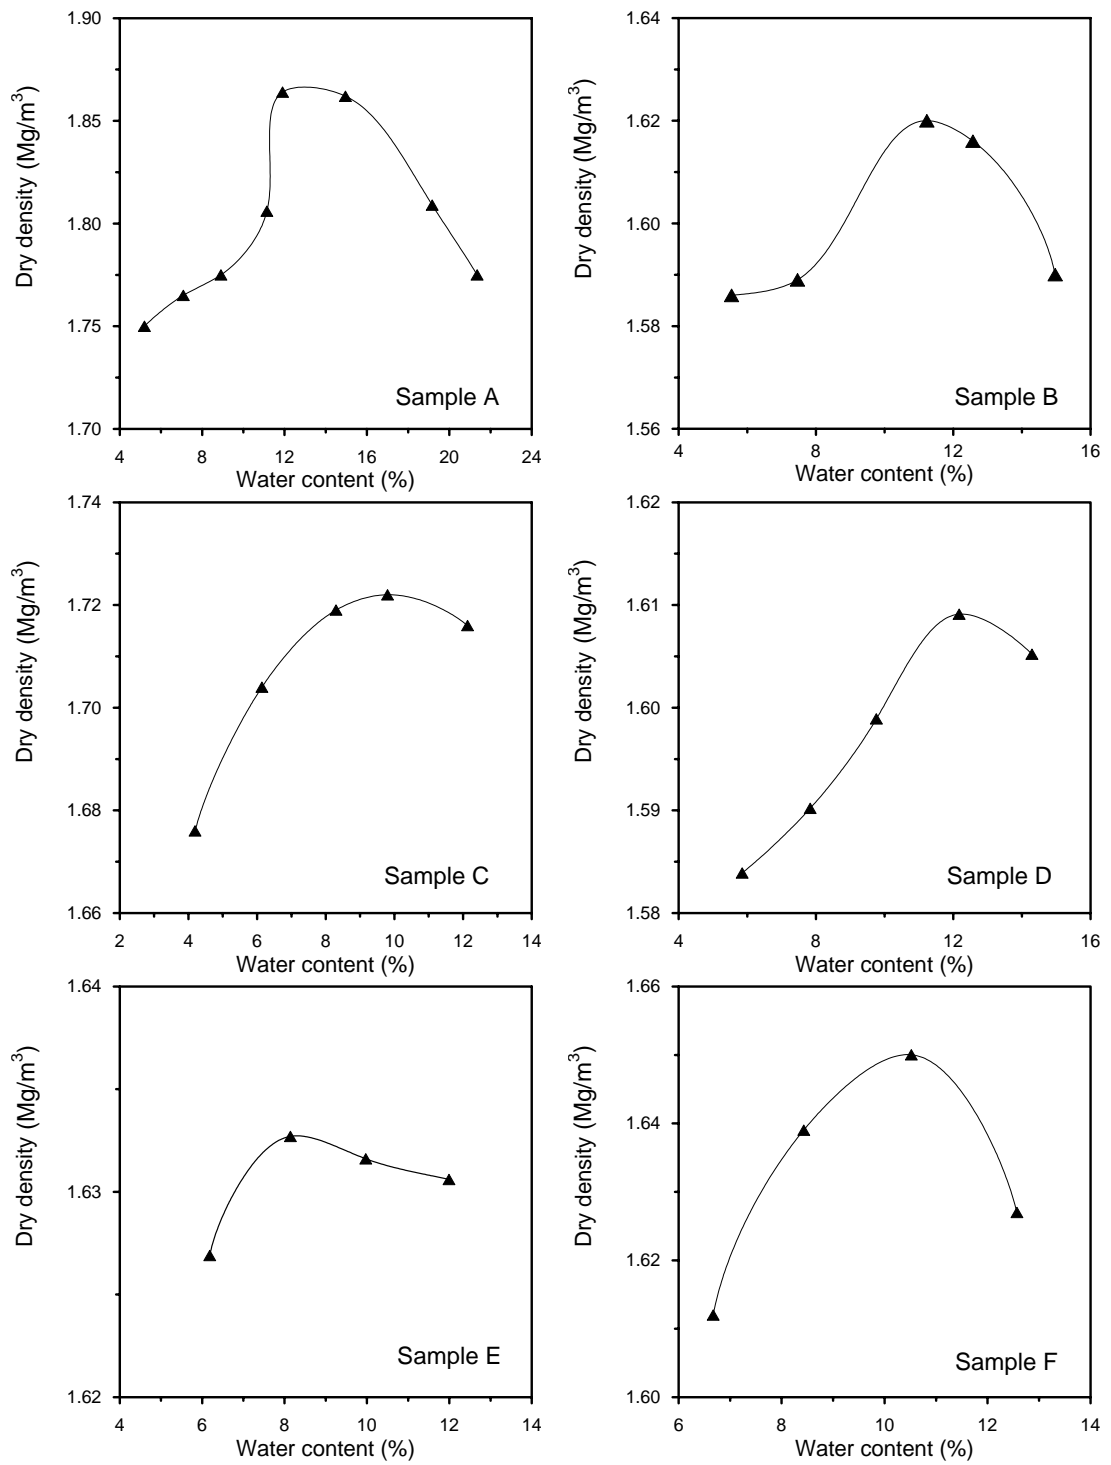 1.90
1.85
1.80
1.75
1.70
Dry density (Mg/m³)
Sample A
4 8 12 16 20 24
Water content (%)
1.64
1.62
1.60
1.58
1.56
Dry density (Mg/m³)
Sample B
4 8 12 16
Water content (%)
1.74
1.72
1.70
1.68
1.66
Dry density (Mg/m³)
Sample C
2 4 6 8 10 12 14
Water content (%)
1.62
1.61
1.60
1.59
1.58
Dry density (Mg/m³)
Sample D
4 8 12 16
Water content (%)
1.64
1.63
1.62
Dry density (Mg/m³)
Sample E
4 6 8 10 12 14
Water content (%)
1.66
1.64
1.62
1.60
Dry density (Mg/m³)
Sample F
6 8 10 12 14
Water content (%)